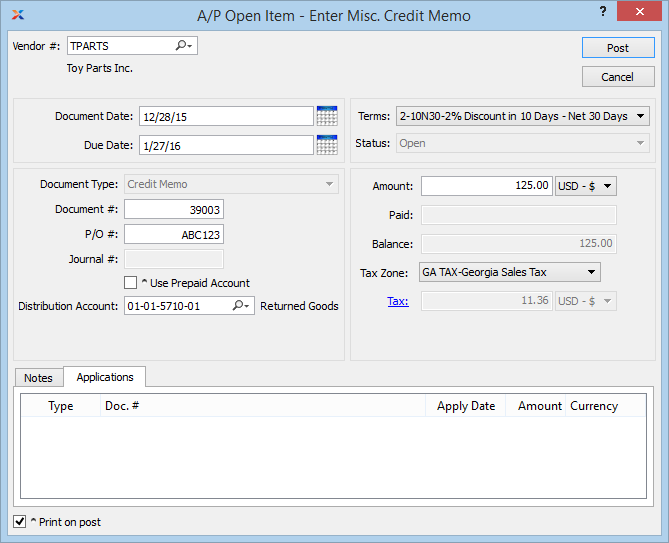 A/P Open Item - Enter Misc. Credit Memo
?
Vendor #: TPARTS
Post
Toy Parts Inc.
Cancel
Document Date: 12/28/15
Terms: 2-10N30-2% Discount in 10 Days - Net 30 Days
Due Date: 1/27/16
Status: Open
Document Type: Credit Memo
Amount: 125.00 USD - $
Document #: 39003
Paid:
P/O #: ABC123
Balance: 125.00
Journal #:
Tax Zone: GA TAX-Georgia Sales Tax
^ Use Prepaid Account
Distribution Account: 01-01-5710-01 Returned Goods
Tax: 11.36 USD - $
Notes Applications
Type Doc. # Apply Date Amount Currency
^ Print on post